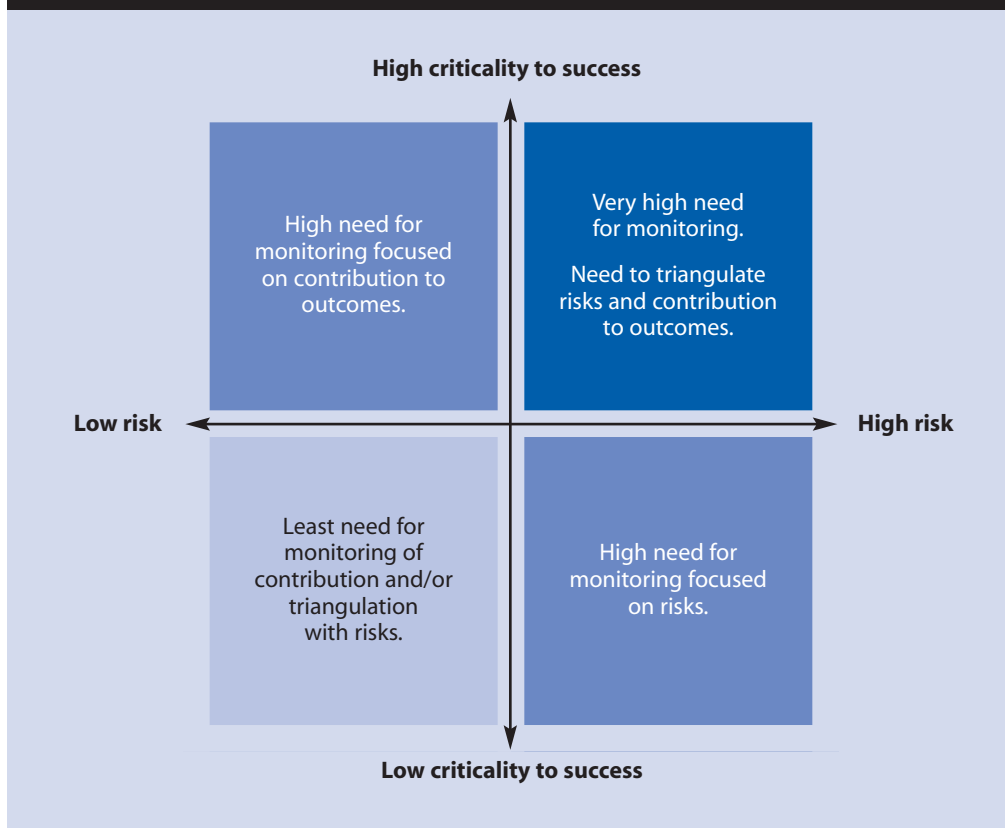 High criticality to success
High need for
monitoring focused
on contribution to
outcomes.
Very high need
for monitoring.
Need to triangulate
risks and contribution
to outcomes.
Low risk
High risk
Least need for
monitoring of
contribution and/or
triangulation
with risks.
High need for
monitoring focused
on risks.
Low criticality to success